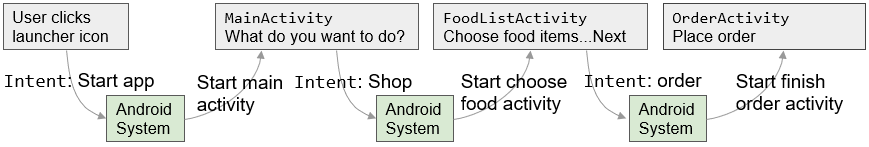 User clicks
launcher icon
MainActivity
What do you want to do?
FoodListActivity
Choose food items...Next
OrderActivity
Place order
Intent: Start app
Start main
activity
Intent: Shop
Start choose
food activity
Intent: order
Start finish
order activity
Android
System
Android
System
Android
System